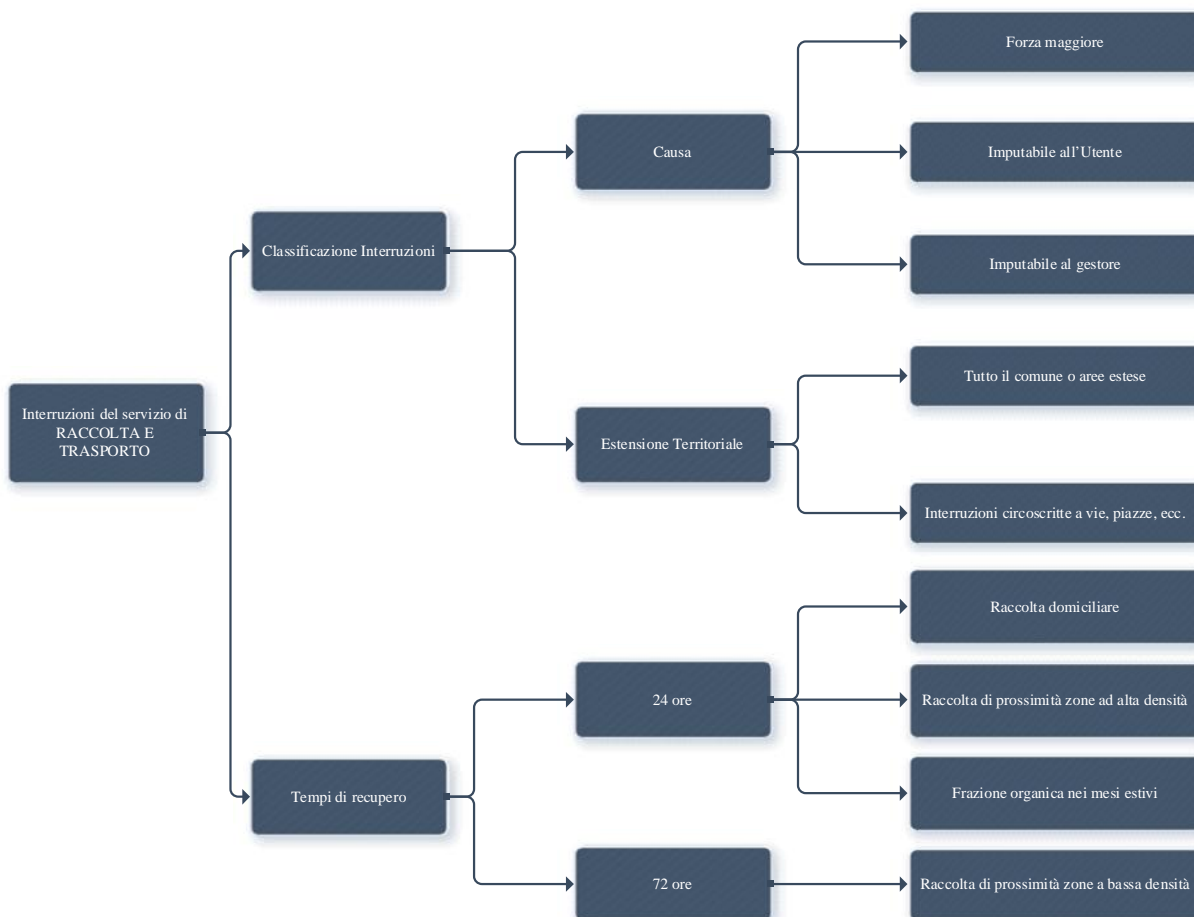 Interruzioni del servizio di
RACCOLTA E
TRASPORTO
Classificazione Interruzioni
Causa
Forza maggiore
Imputabile all’Utente
Imputabile al gestore
Estensione Territoriale
Tutto il comune o aree estese
Interruzioni circoscritte a vie, piazze, ecc.
Tempi di recupero
24 ore
Raccolta domiciliare
Raccolta di prossimità zone ad alta densità
Frazione organica nei mesi estivi
72 ore
Raccolta di prossimità zone a bassa densità